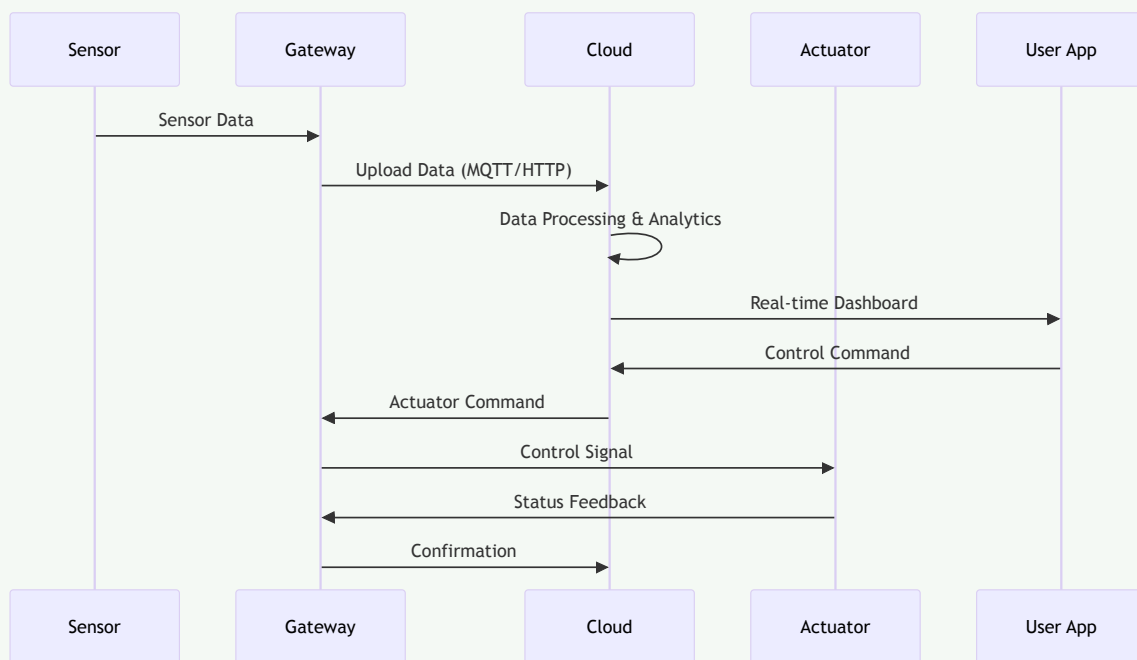 Sensor
Gateway
Cloud
Actuator
User App
Sensor Data
Upload Data (MQTT/HTTP)
Data Processing & Analytics
Real-time Dashboard
Control Command
Actuator Command
Control Signal
Status Feedback
Confirmation
Sensor
Gateway
Cloud
Actuator
User App